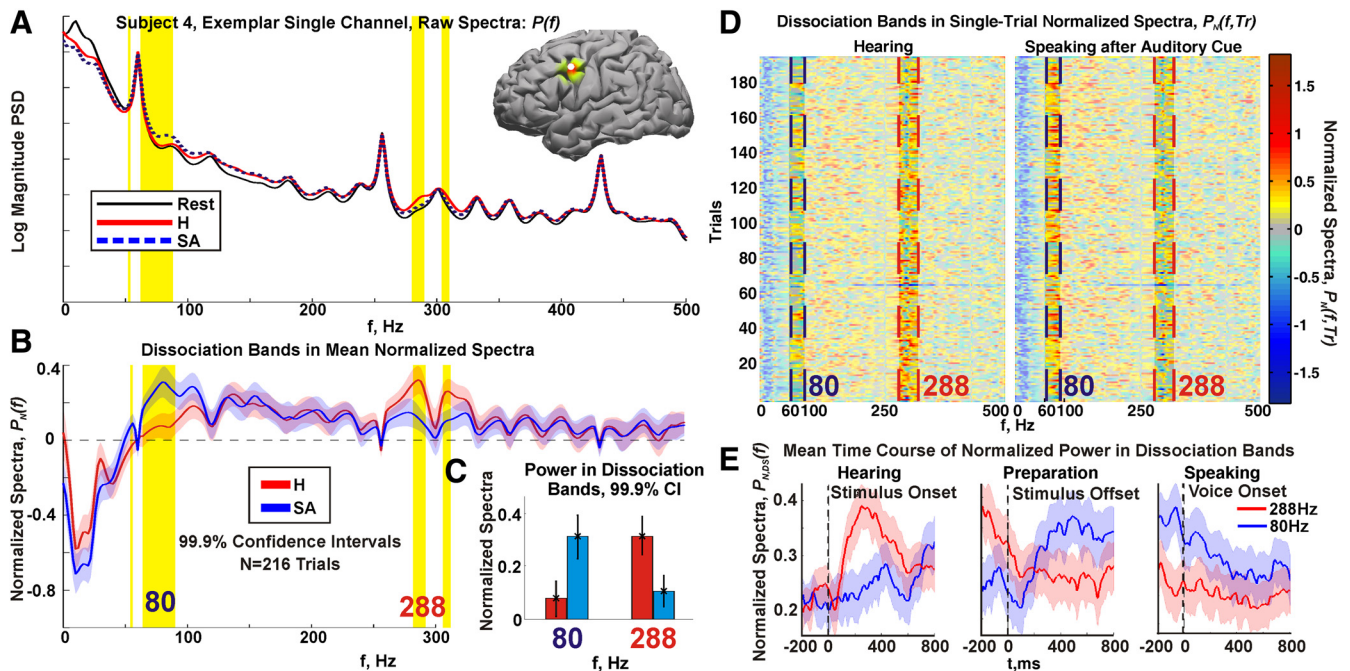 A
Subject 4, Exemplar Single Channel, Raw Spectra: P(f)
Log Magnitude PSD
Rest
H
SA
0 100 200 300 400 500
f, Hz
B
Dissociation Bands in Mean Normalized Spectra
Normalized Spectra, P_N(f)
0.4
0
-0.4
-0.8
H
SA
99.9% Confidence Intervals
N=216 Trials
80
288
0 100 200 300
f, Hz
C
Power in Dissociation
Bands, 99.9% CI
Normalized Spectra
0.4
0.2
0
80 288
f, Hz
D
Dissociation Bands in Single-Trial Normalized Spectra, P_N(f,Tr)
Hearing
Speaking after Auditory Cue
Trials
180
160
140
120
100
80
60
40
20
80 288
80 288
0 60 100 250 500
0 60 100 250 500
f, Hz
1.5
1
0.5
0
-0.5
-1
-1.5
Normalized Spectra, P_N(f,Tr)
E
Mean Time Course of Normalized Power in Dissociation Bands
Normalized Spectra, P_N,DS(f)
0.4
0.3
0.2
Hearing
Stimulus Onset
Preparation
Stimulus Offset
Speaking
Voice Onset
288Hz
80Hz
-200 0 400 800
-200 0 400 800
-200 0 400 800
t,ms